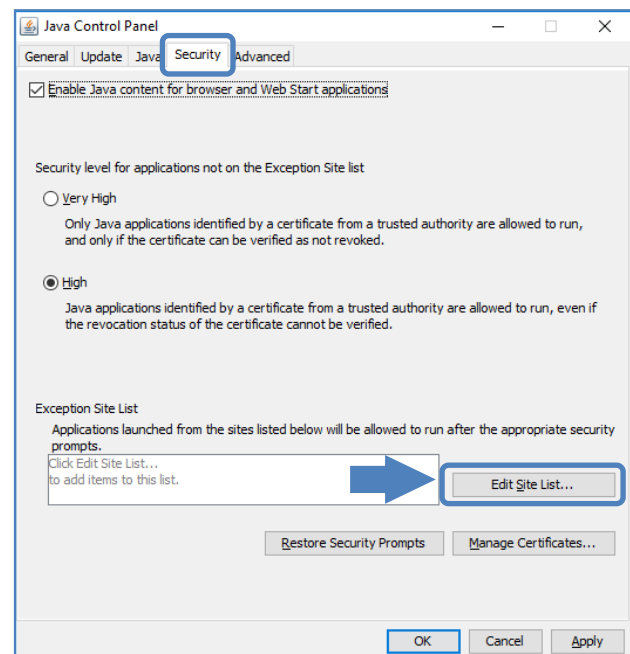 Java Control Panel
General Update Java Security Advanced
Enable Java content for browser and Web Start applications
Security level for applications not on the Exception Site list
Very High
Only Java applications identified by a certificate from a trusted authority are allowed to run,
and only if the certificate can be verified as not revoked.
High
Java applications identified by a certificate from a trusted authority are allowed to run, even if
the revocation status of the certificate cannot be verified.
Exception Site List
Applications launched from the sites listed below will be allowed to run after the appropriate security
prompts.
Click Edit Site List...
to add items to this list.
Edit Site List...
Restore Security Prompts Manage Certificates...
OK Cancel Apply